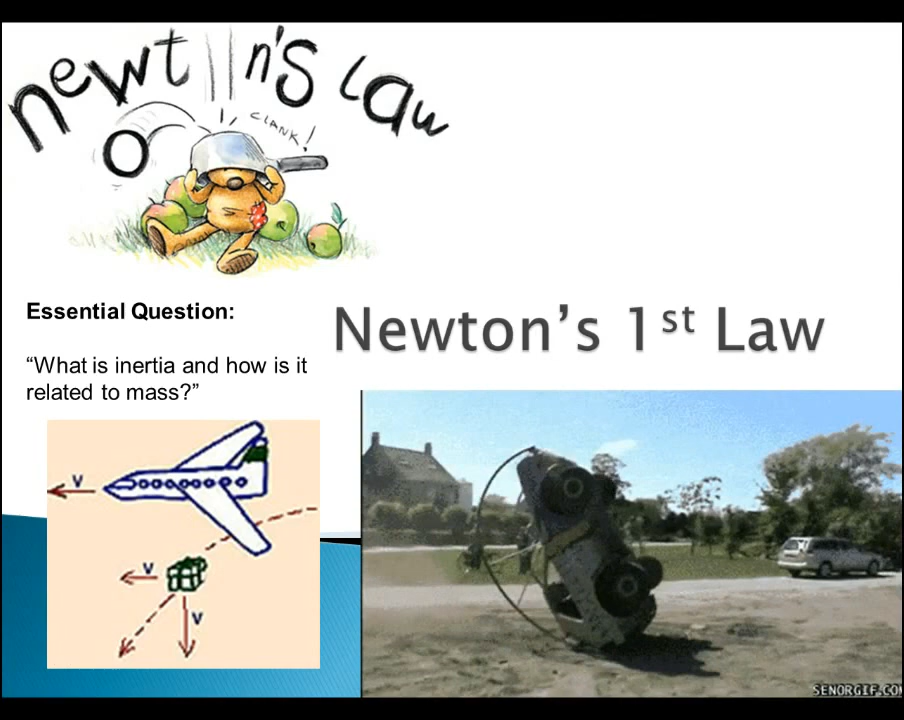 newton's law
CLANK!
Essential Question:
Newton’s 1st Law
“What is inertia and how is it
related to mass?”
V
V
V
SENORGIF.COM